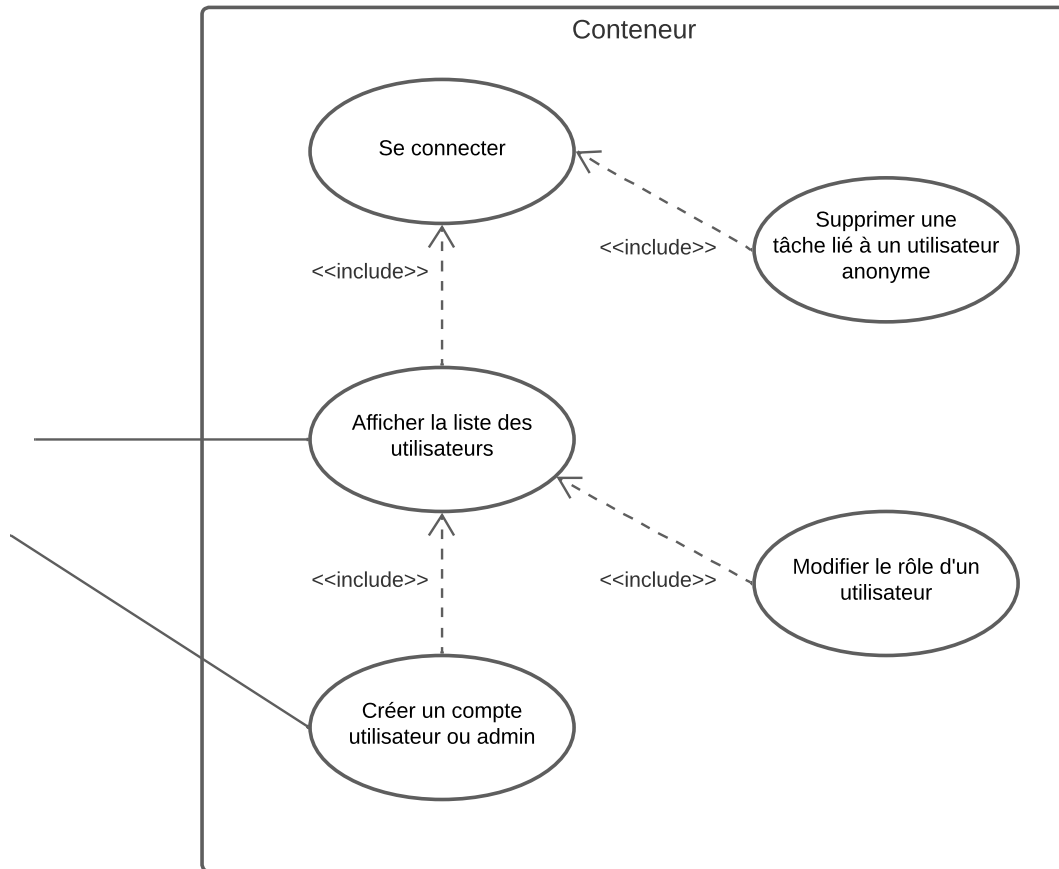 Conteneur
Se connecter
Supprimer une
tâche lié à un utilisateur
anonyme
<<include>>
<<include>>
Afficher la liste des
utilisateurs
<<include>>
<<include>>
Modifier le rôle d'un
utilisateur
Créer un compte
utilisateur ou admin